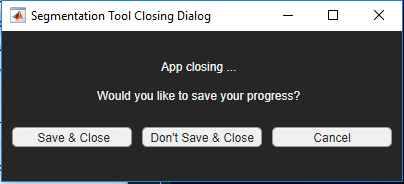 Segmentation Tool Closing Dialog
App closing ...
Would you like to save your progress?
Save & Close
Don't Save & Close
Cancel